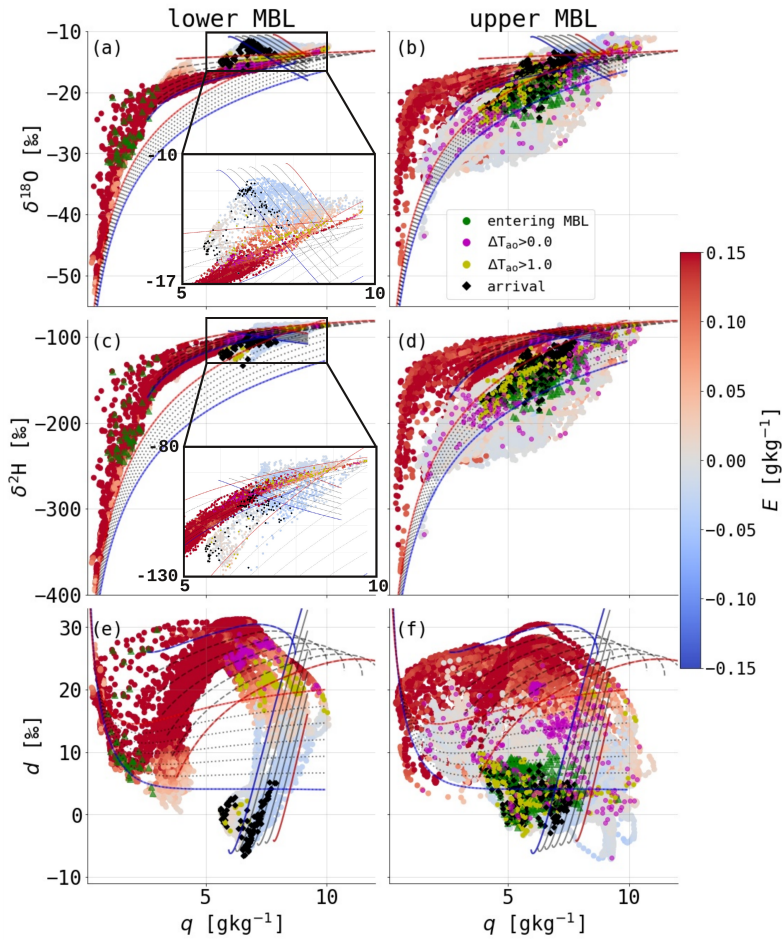 lower MBL
upper MBL
(a)
(b)
−10
−20
−30
−40
−50
δ¹⁸O [‰]
-10
-17
5
10
entering MBL
ΔTₐₒ>0.0
ΔTₐₒ>1.0
arrival
(c)
(d)
−100
−200
−300
−400
δ²H [‰]
-80
-130
5
10
0.15
0.10
0.05
0.00
−0.05
−0.10
−0.15
E [gkg⁻¹]
(e)
(f)
30
20
10
0
−10
d [‰]
5
10
5
10
q [gkg⁻¹]
q [gkg⁻¹]